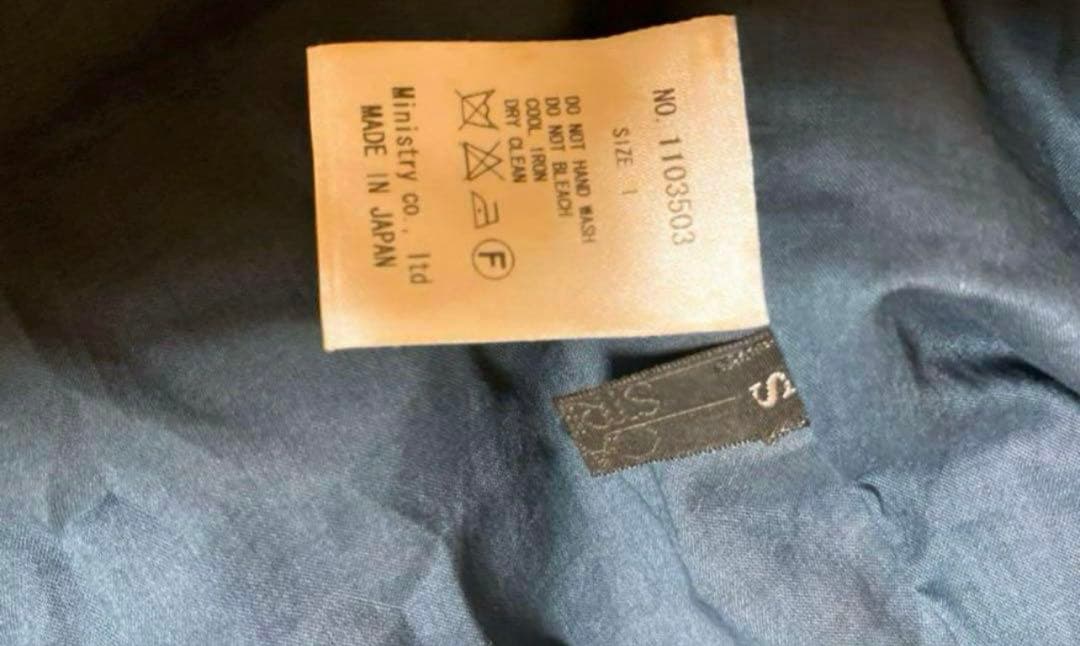 NO. 1103503
SIZE 1
DO NOT HAND WASH
DO NOT BLEACH
COOL IRON
DRY CLEAN
F
Ministry co., ltd
MADE IN JAPAN
S